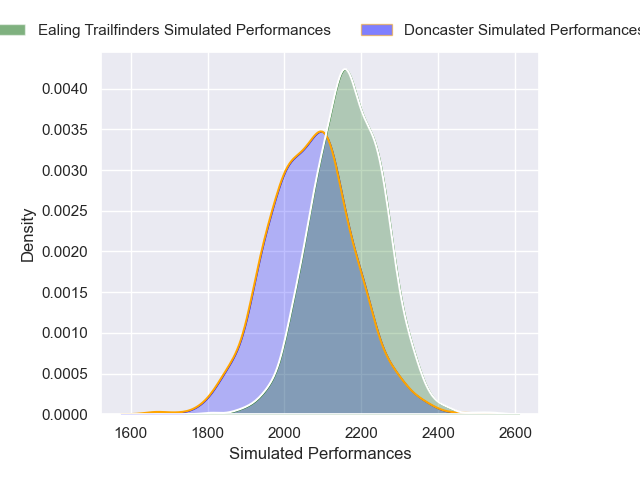 Ealing Trailfinders Simulated Performances
Doncaster Simulated Performances
0.0040
0.0035
0.0030
0.0025
0.0020
0.0015
0.0010
0.0005
0.0000
Density
1600 1800 2000 2200 2400 2600
Simulated Performances